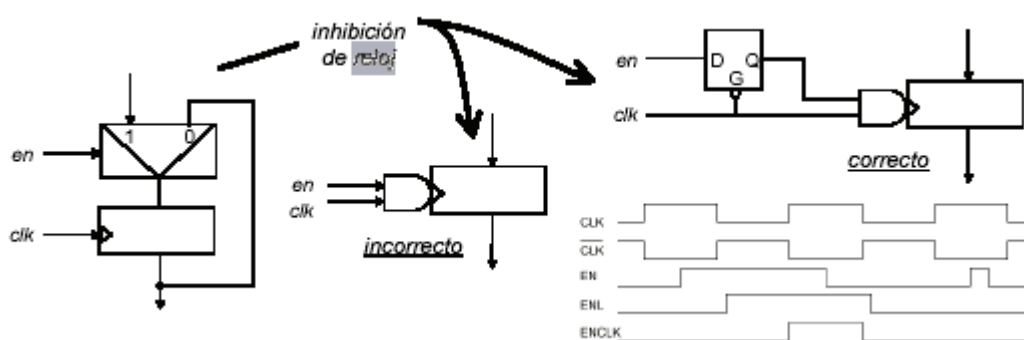 inhibición
de reloj
1
0
en
clk
en
clk
incorrecto
en
D
Q
G
clk
correcto
CLK
CLK
EN
ENL
ENCLK